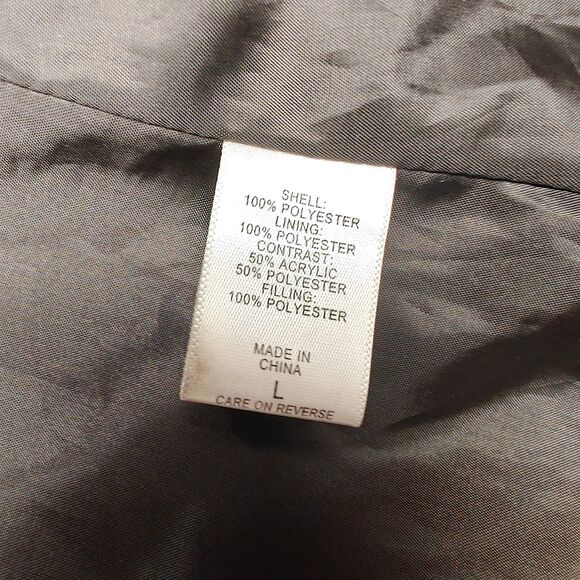 SHELL:
100% POLYESTER
LINING:
100% POLYESTER
CONTRAST:
50% ACRYLIC
50% POLYESTER
FILLING:
100% POLYESTER
MADE IN
CHINA
L
CARE ON REVERSE